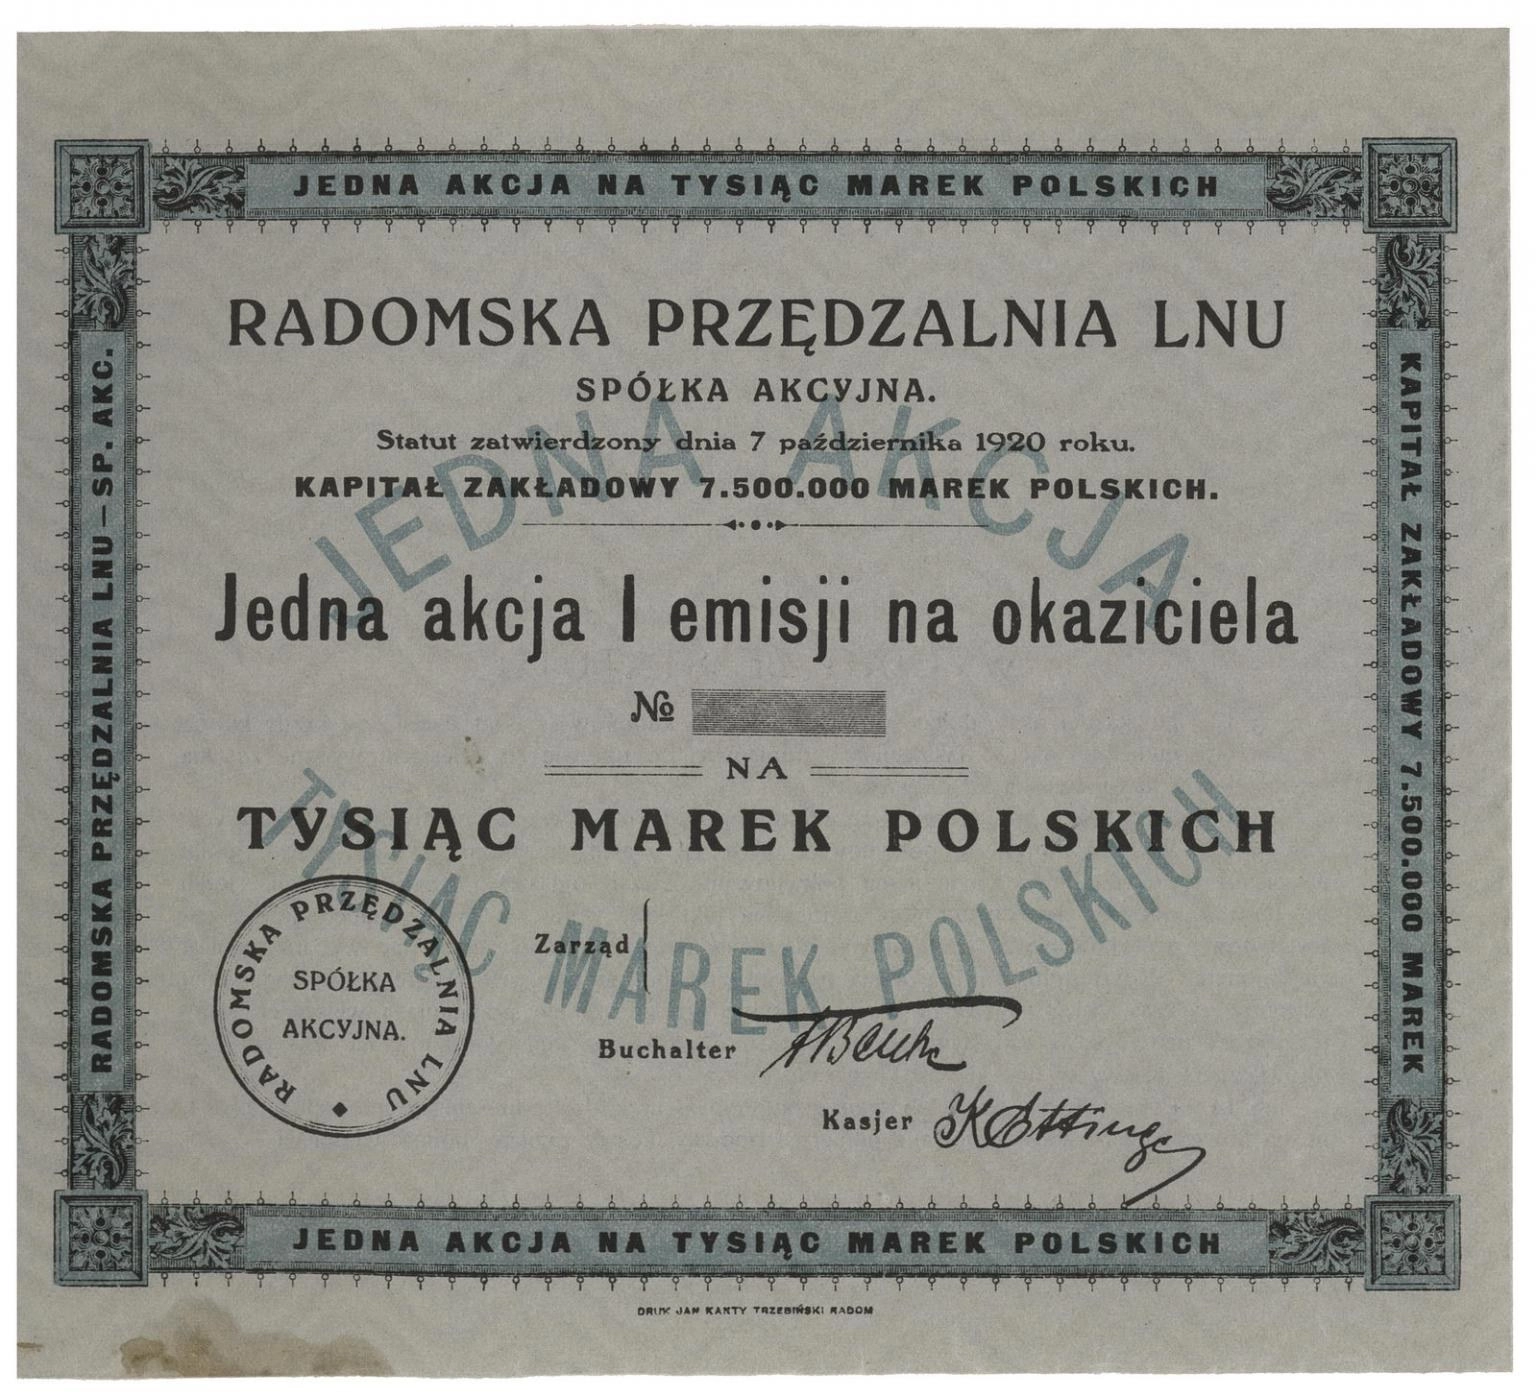 JEDNA AKCJA NA TYSIĄC MAREK POLSKICH
RADOMSKA PRZĘDZALNIA LNU
SPÓŁKA AKCYJNA.
Statut zatwierdzony dnia 7 października 1920 roku.
KAPITAŁ ZAKŁADOWY 7.500.000 MAREK POLSKICH.
JEDNA AKCJA
Jedna akcja I emisji na okaziciela
№
NA
TYSIĄC MAREK POLSKICH
TYSIĄC MAREK POLSKICH
RADOMSKA PRZĘDZALNIA LNU
SPÓŁKA
AKCYJNA.
Zarząd
Buchalter
Kasjer
RADOMSKA PRZĘDZALNIA LNU – SP. AKC.
KAPITAŁ ZAKŁADOWY 7.500.000 MAREK
JEDNA AKCJA NA TYSIĄC MAREK POLSKICH
DRUK JAN KANTY TRZEBIŃSKI RADOM